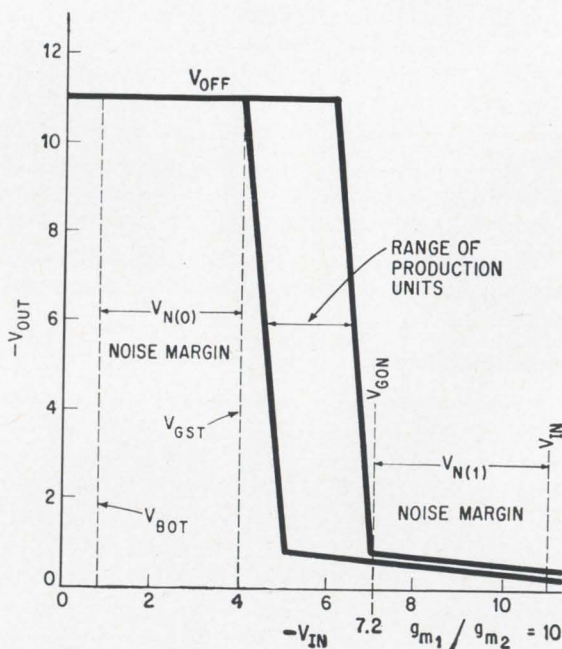 12
V_OFF
10
RANGE OF
PRODUCTION
UNITS
8
-V_OUT
6
V_N(0)
NOISE MARGIN
V_GON
4
V_GST
V_IN
V_N(1)
2
NOISE MARGIN
V_BOT
0
0 2 4 6 8 10
-V_IN 7.2 g_m1 / g_m2 = 10